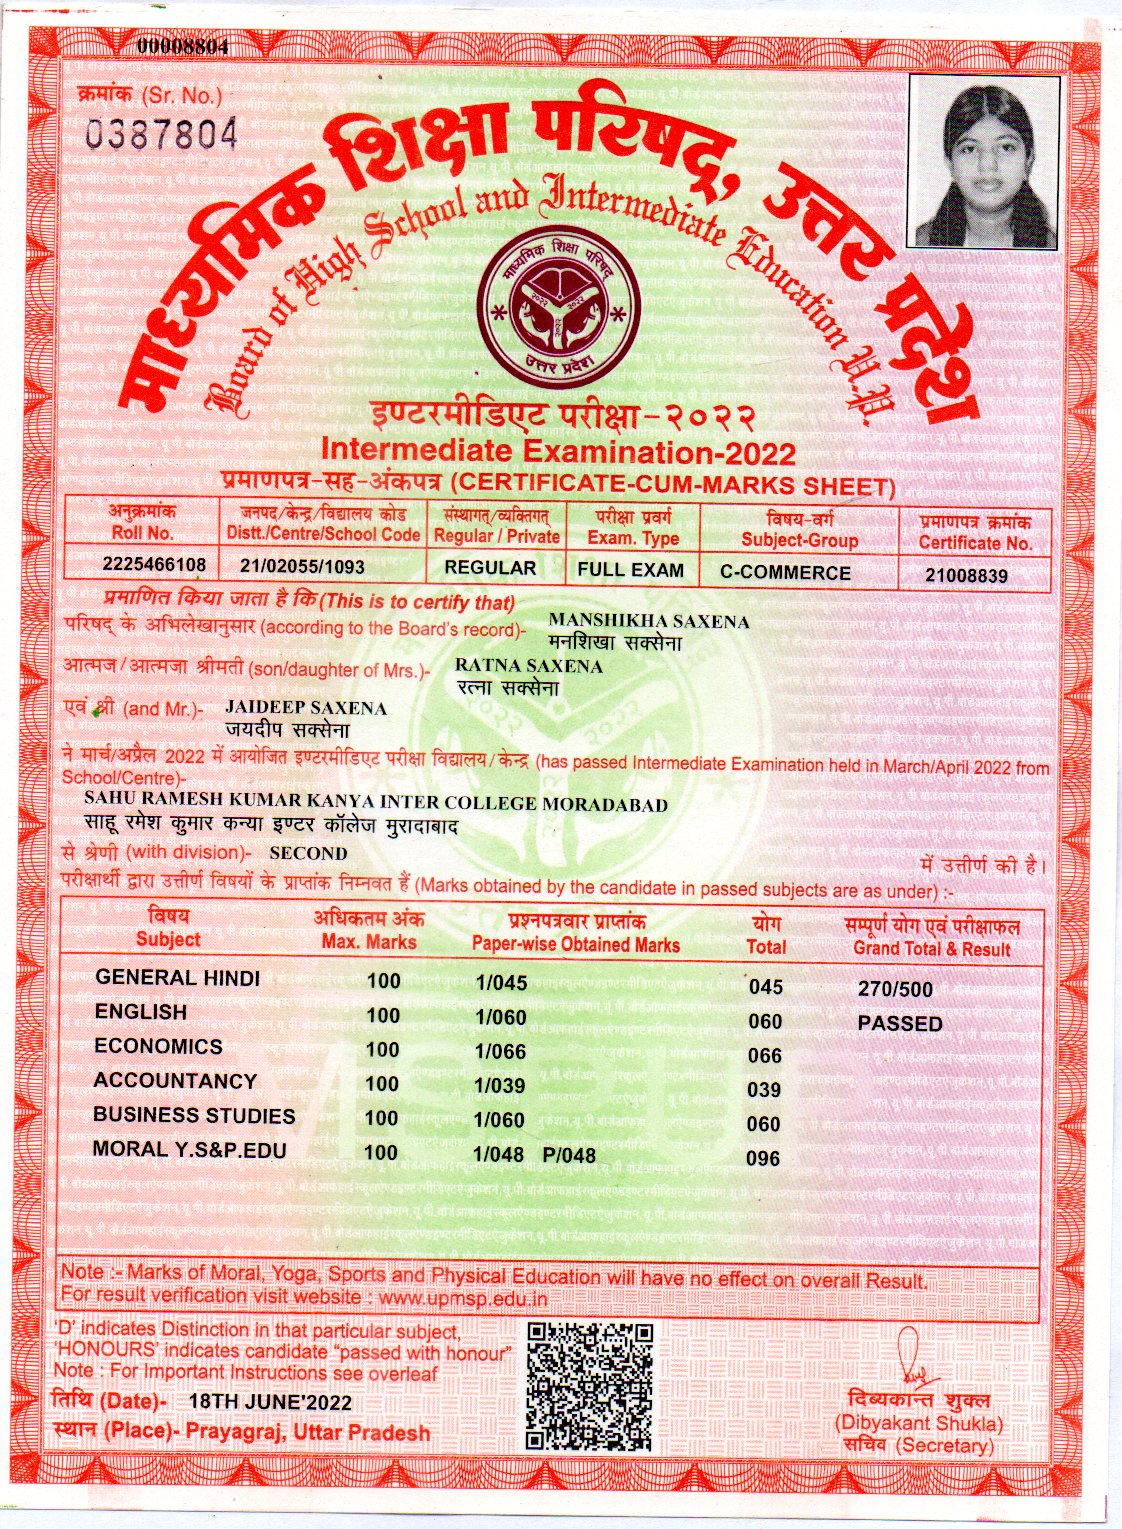 00008804
क्रमांक (Sr. No.)
0387804
माध्यमिक शिक्षा परिषद्, उत्तर प्रदेश
Board of High School and Intermediate Education U.P.
माध्यमिक शिक्षा परिषद्
उत्तर प्रदेश
इण्टरमीडिएट परीक्षा-२०२२
Intermediate Examination-2022
प्रमाणपत्र-सह-अंकपत्र (CERTIFICATE-CUM-MARKS SHEET)
अनुक्रमांक जनपद/केन्द्र/विद्यालय कोड संस्थागत्/व्यक्तिगत् परीक्षा प्रवर्ग विषय-वर्ग प्रमाणपत्र क्रमांक
Roll No. Distt./Centre/School Code Regular / Private Exam. Type Subject-Group Certificate No.
2225466108 21/02055/1093 REGULAR FULL EXAM C-COMMERCE 21008839
प्रमाणित किया जाता है कि (This is to certify that)
परिषद् के अभिलेखानुसार (according to the Board's record)- MANSHIKHA SAXENA
मनशिखा सक्सेना
आत्मज/आत्मजा श्रीमती (son/daughter of Mrs.)- RATNA SAXENA
रत्ना सक्सेना
एवं श्री (and Mr.)- JAIDEEP SAXENA
जयदीप सक्सेना
ने मार्च/अप्रैल 2022 में आयोजित इण्टरमीडिएट परीक्षा विद्यालय/केन्द्र (has passed Intermediate Examination held in March/April 2022 from
School/Centre)-
SAHU RAMESH KUMAR KANYA INTER COLLEGE MORADABAD
साहू रमेश कुमार कन्या इण्टर कॉलेज मुरादाबाद
से श्रेणी (with division)- SECOND में उत्तीर्ण की है।
परीक्षार्थी द्वारा उत्तीर्ण विषयों के प्राप्तांक निम्नवत हैं (Marks obtained by the candidate in passed subjects are as under) :-
विषय अधिकतम अंक प्रश्नपत्रवार प्राप्तांक योग सम्पूर्ण योग एवं परीक्षाफल
Subject Max. Marks Paper-wise Obtained Marks Total Grand Total & Result
GENERAL HINDI 100 1/045 045 270/500
ENGLISH 100 1/060 060 PASSED
ECONOMICS 100 1/066 066
ACCOUNTANCY 100 1/039 039
BUSINESS STUDIES 100 1/060 060
MORAL Y.S&P.EDU 100 1/048 P/048 096
Note :- Marks of Moral, Yoga, Sports and Physical Education will have no effect on overall Result.
For result verification visit website : www.upmsp.edu.in
'D' indicates Distinction in that particular subject,
'HONOURS' indicates candidate "passed with honour"
Note : For Important Instructions see overleaf
तिथि (Date)- 18TH JUNE'2022
स्थान (Place)- Prayagraj, Uttar Pradesh
दिब्यकान्त शुक्ल
(Dibyakant Shukla)
सचिव (Secretary)